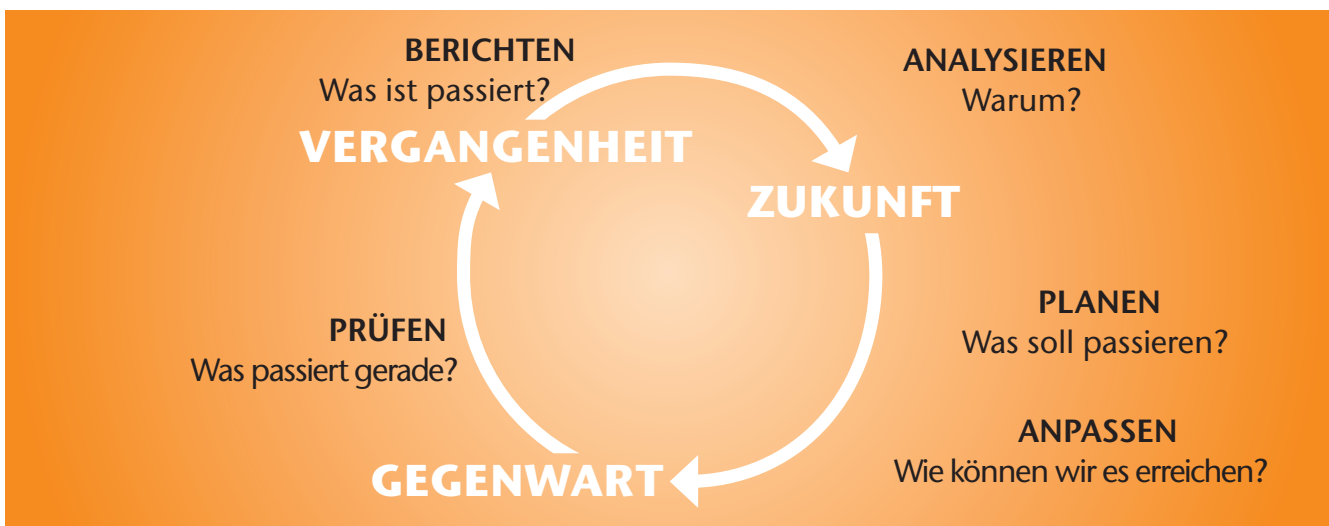 BERICHTEN
Was ist passiert?
VERGANGENHEIT
ANALYSIEREN
Warum?
ZUKUNFT
PLANEN
Was soll passieren?
ANPASSEN
Wie können wir es erreichen?
GEGENWART
PRÜFEN
Was passiert gerade?